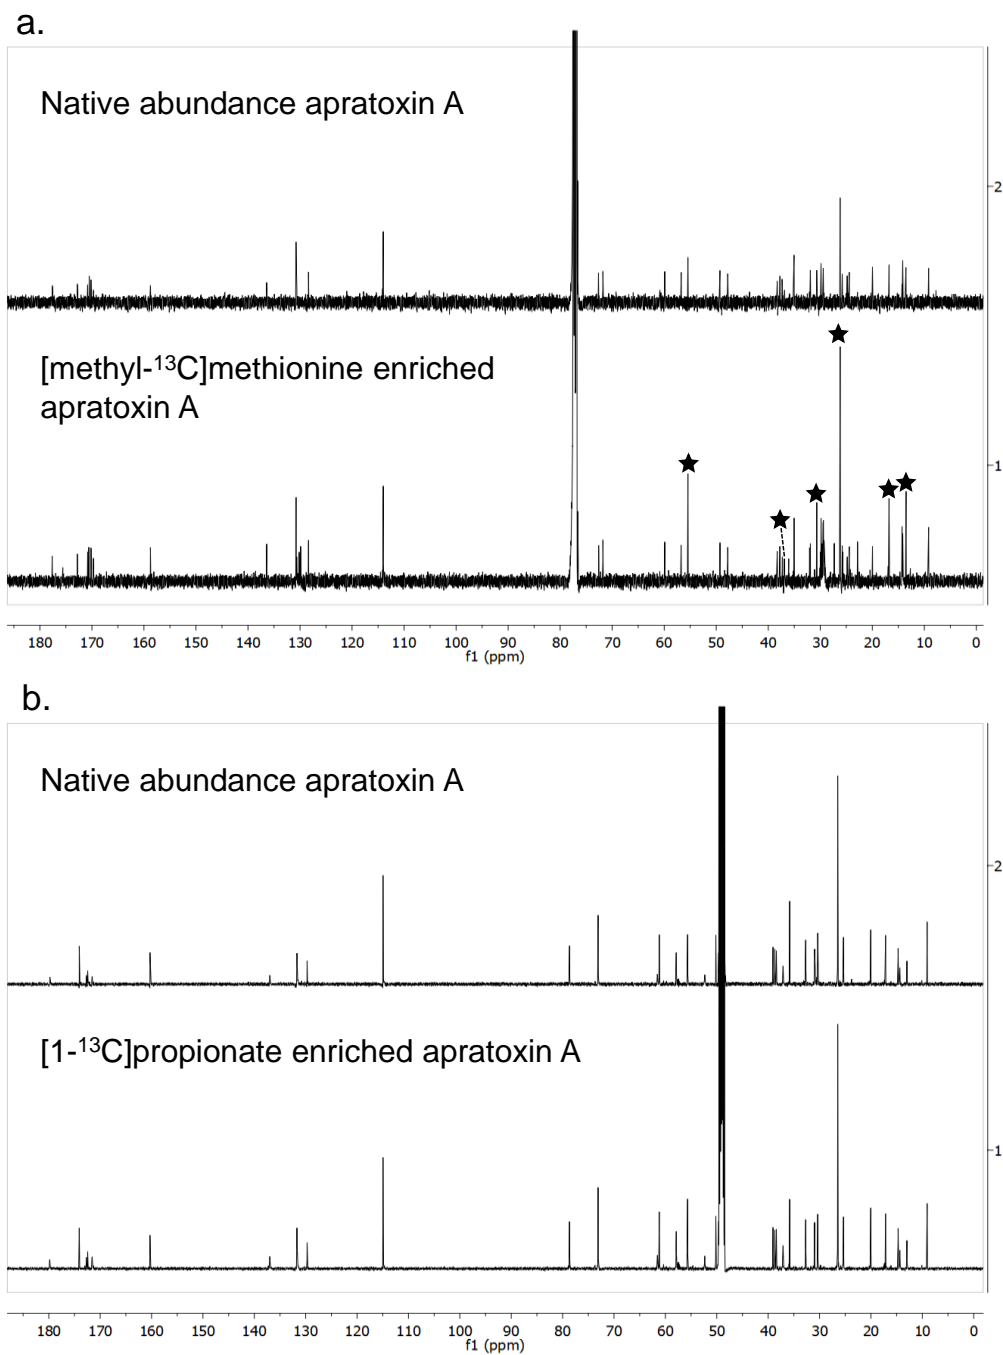 a.
Native abundance apratoxin A
2
[methyl-¹³C]methionine enriched
apratoxin A
1
180 170 160 150 140 130 120 110 100 90 80 70 60 50 40 30 20 10 0
f1 (ppm)
b.
Native abundance apratoxin A
2
[1-¹³C]propionate enriched apratoxin A
1
180 170 160 150 140 130 120 110 100 90 80 70 60 50 40 30 20 10 0
f1 (ppm)